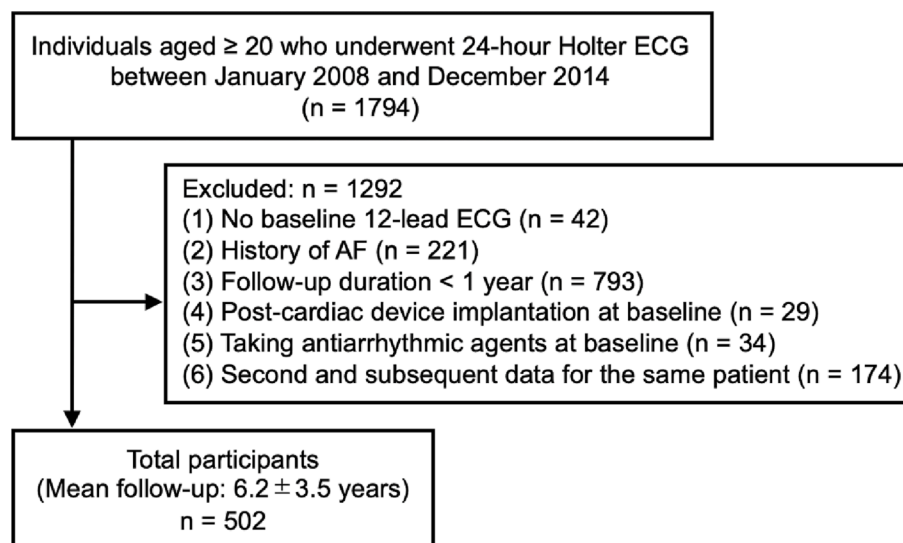 Individuals aged ≥ 20 who underwent 24-hour Holter ECG
between January 2008 and December 2014
(n = 1794)
Excluded: n = 1292
(1) No baseline 12-lead ECG (n = 42)
(2) History of AF (n = 221)
(3) Follow-up duration < 1 year (n = 793)
(4) Post-cardiac device implantation at baseline (n = 29)
(5) Taking antiarrhythmic agents at baseline (n = 34)
(6) Second and subsequent data for the same patient (n = 174)
Total participants
(Mean follow-up: 6.2 ± 3.5 years)
n = 502